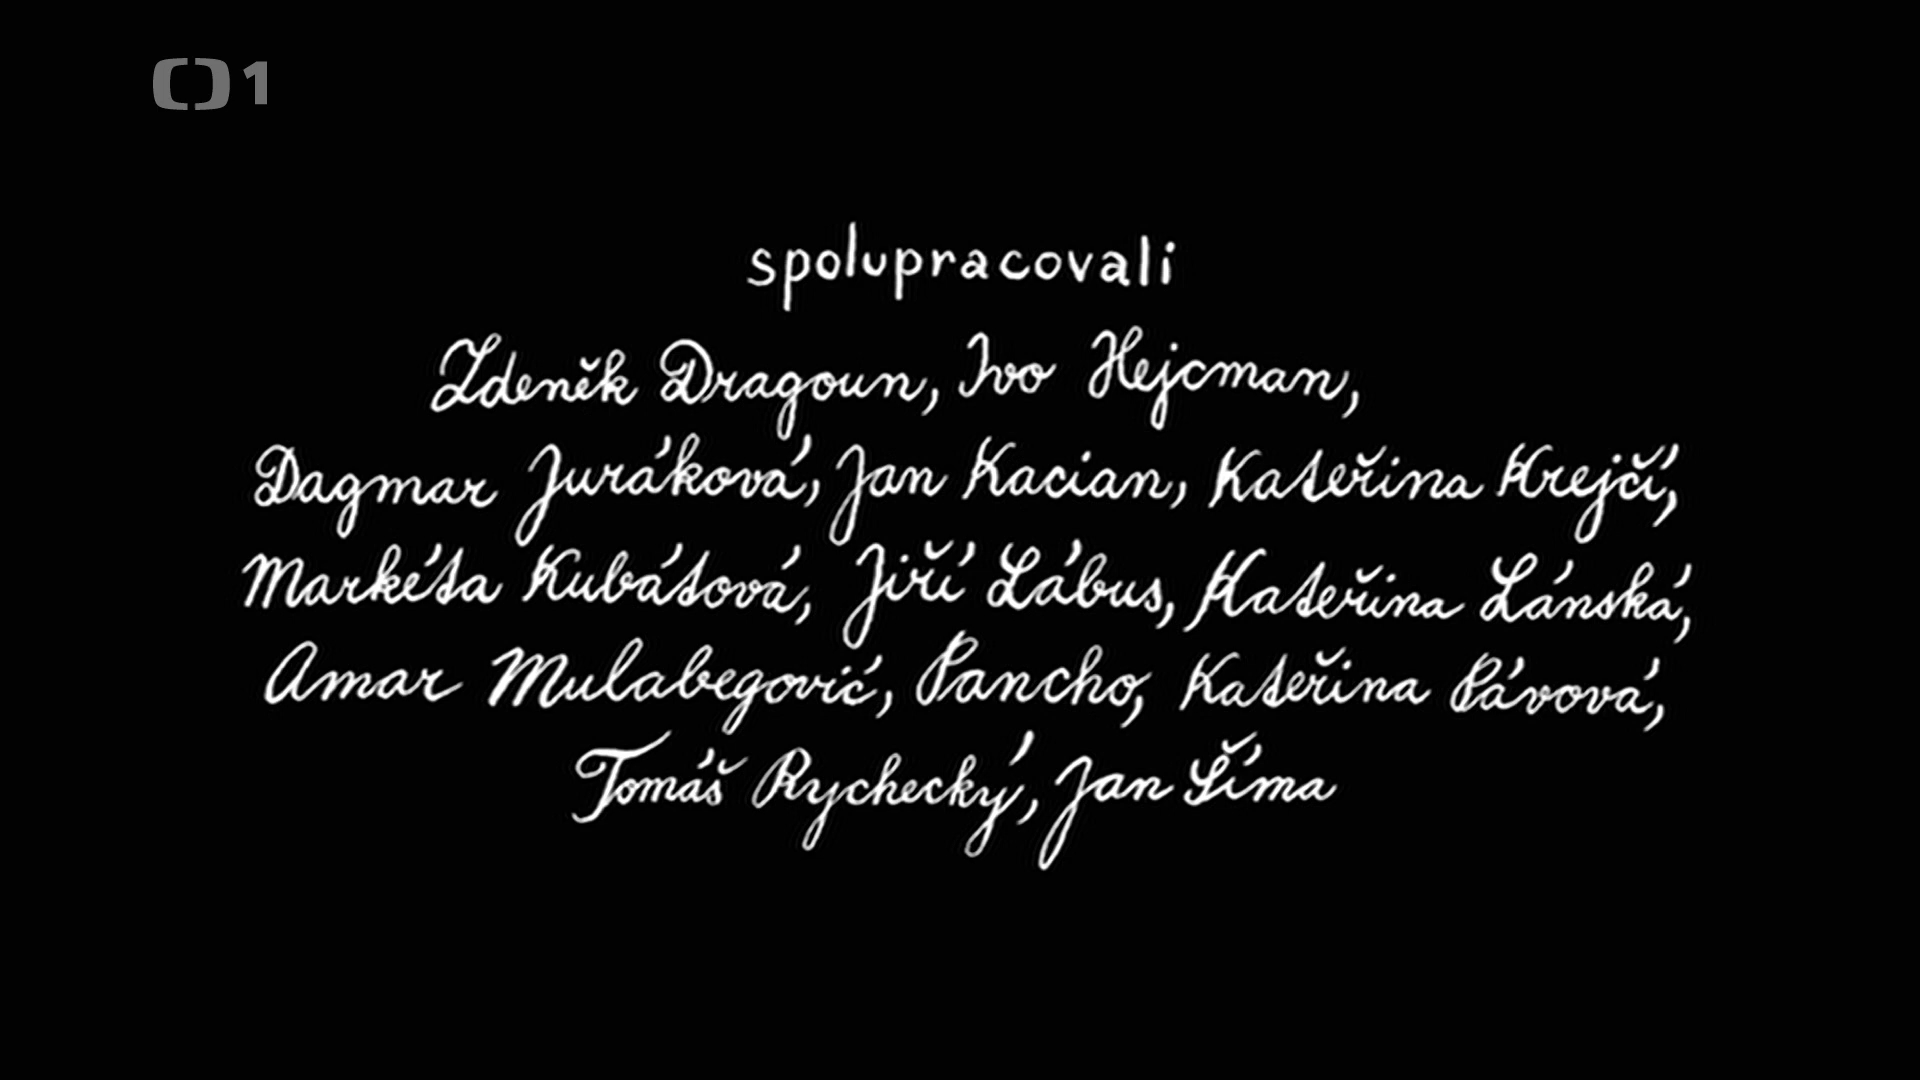 1
spolupracovali
Zdeněk Dragoun, Ivo Hejcman,
Dagmar Juráková, Jan Kacian, Kateřina Krejčí,
Markéta Kubátová, Jiří Lábus, Kateřina Lánská,
Amar Mulabegović, Pancho, Kateřina Pávová,
Tomáš Rychecký, Jan Šíma